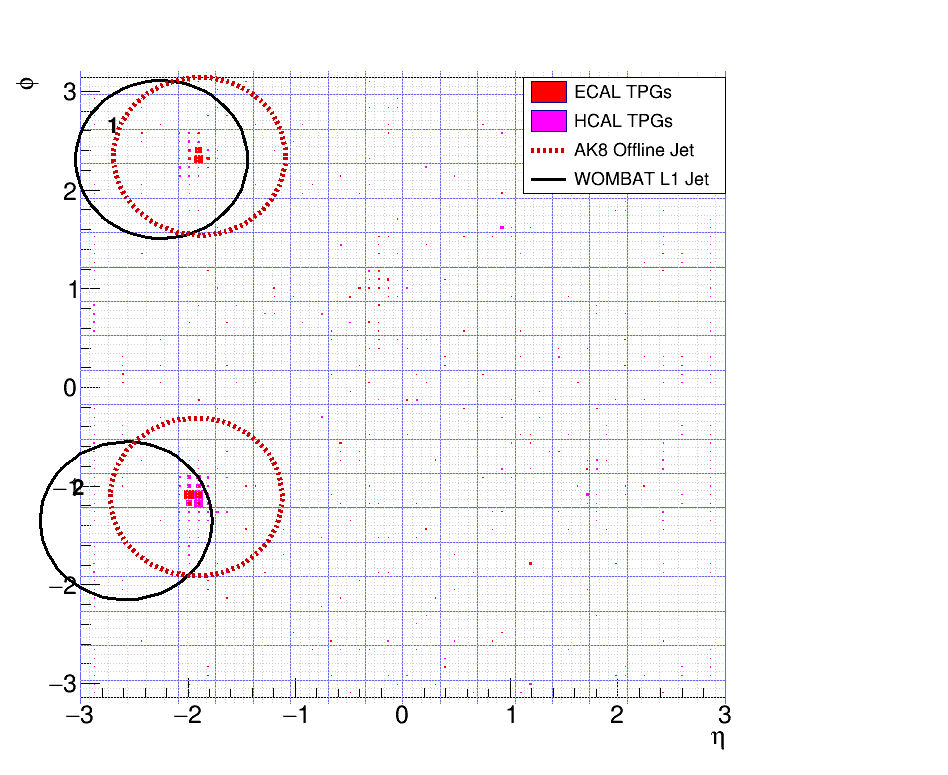 φ
3
2
1
0
−1
−2
−3
1
2
ECAL TPGs
HCAL TPGs
AK8 Offline Jet
WOMBAT L1 Jet
−3 −2 −1 0 1 2 3
η